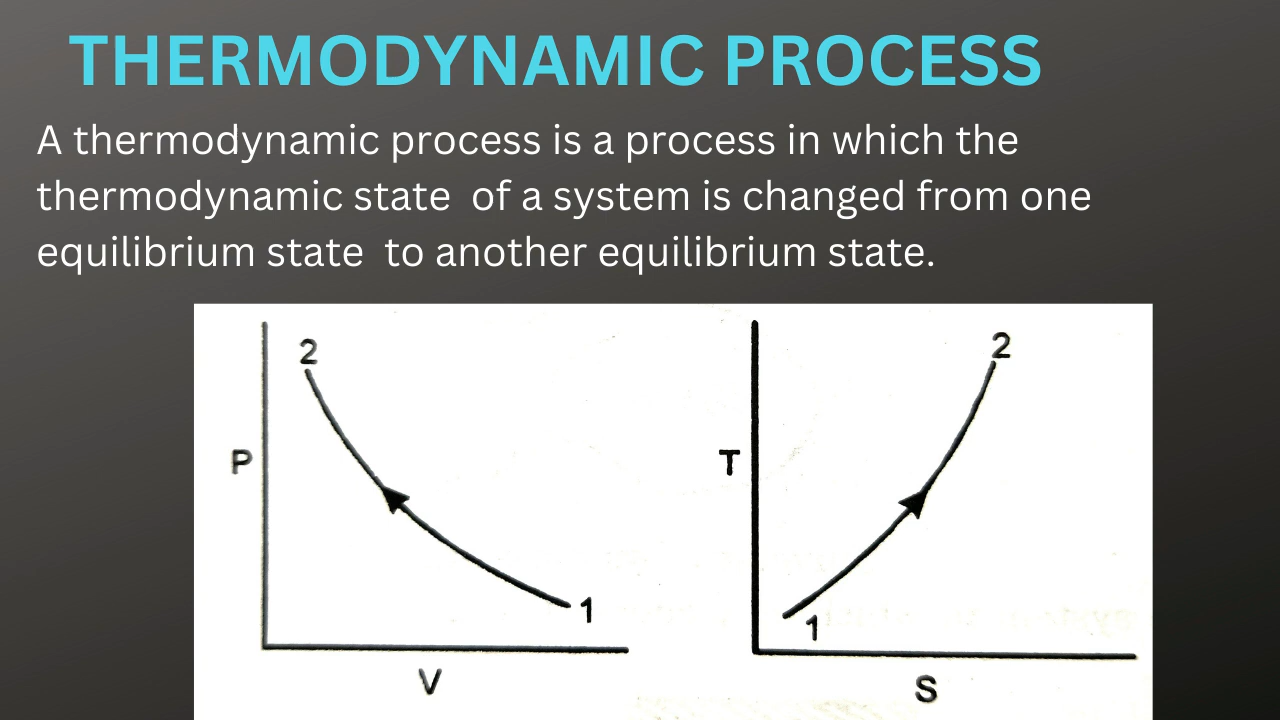 THERMODYNAMIC PROCESS
A thermodynamic process is a process in which the
thermodynamic state  of a system is changed from one
equilibrium state  to another equilibrium state.
2
P
1
V
2
T
1
S